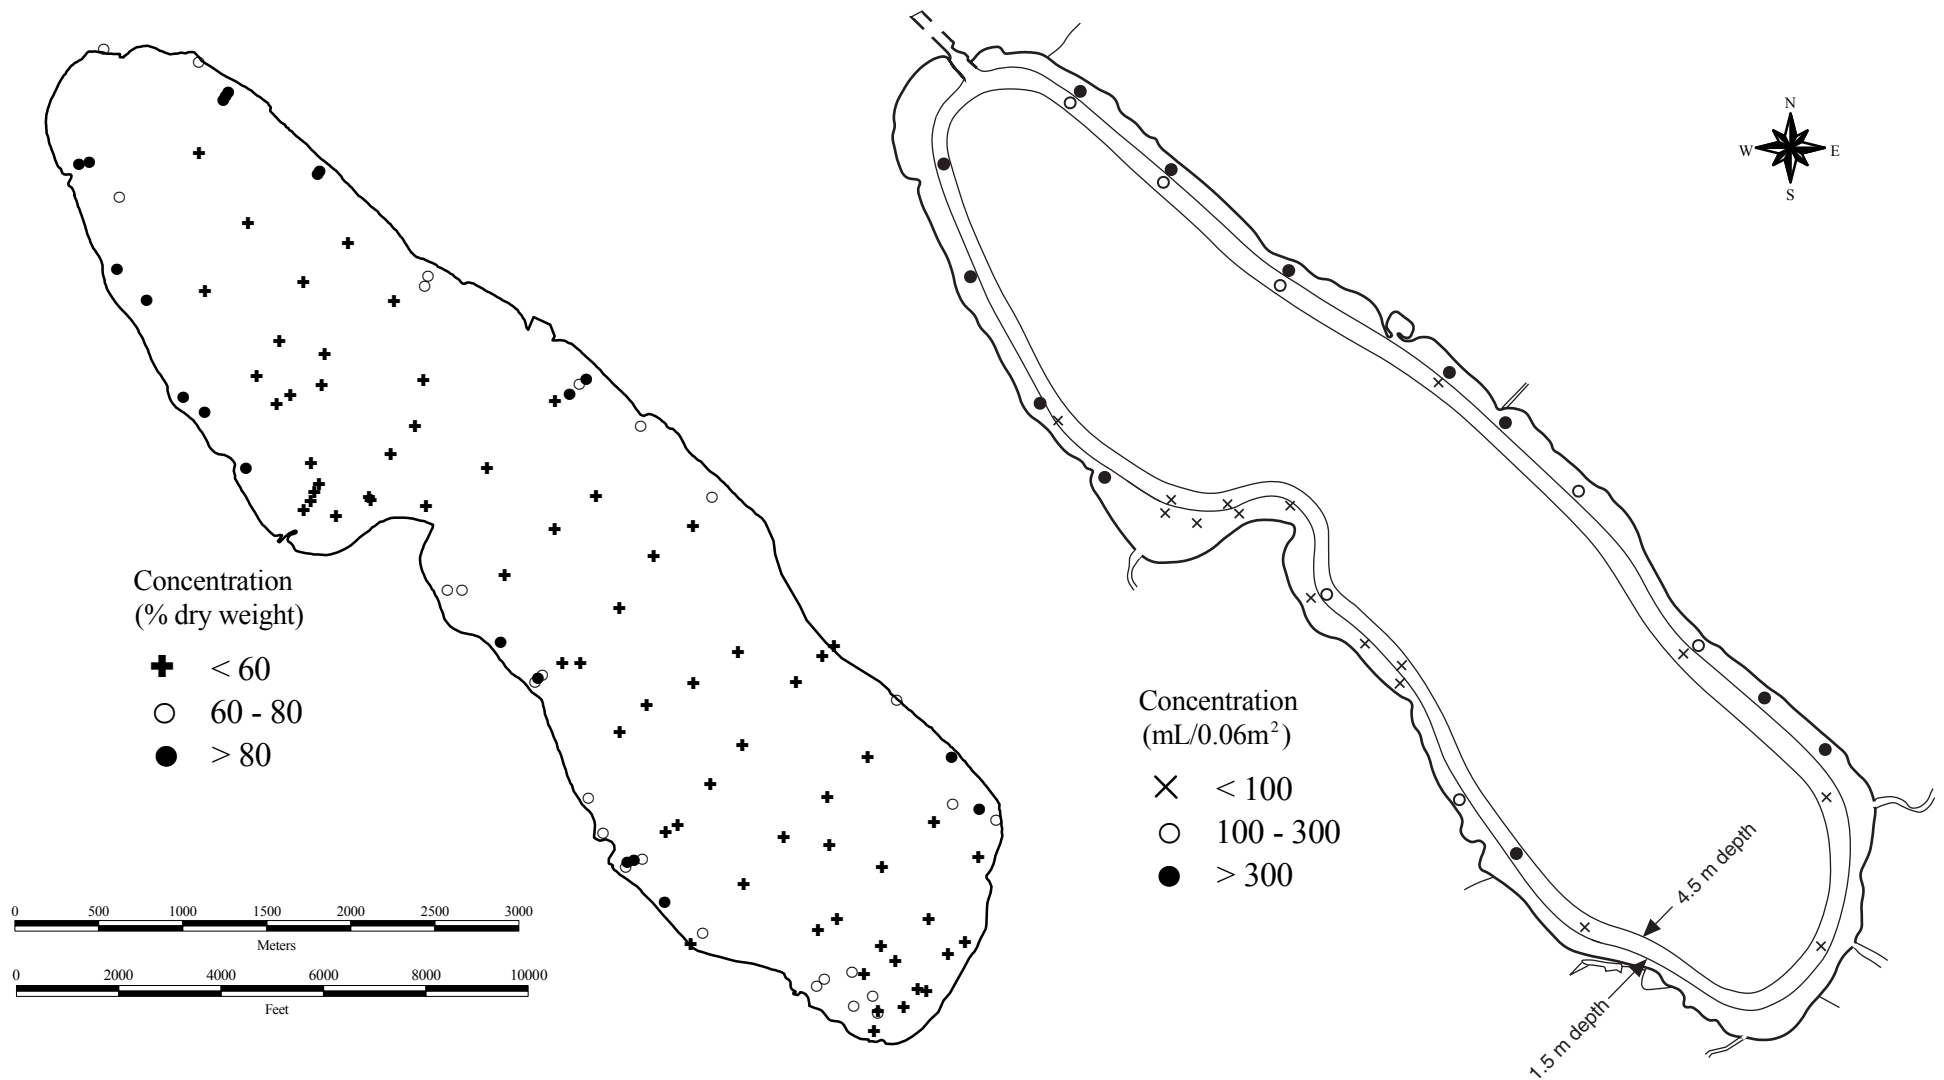 N
W E
S
Concentration
(% dry weight)
< 60
60 - 80
> 80
Concentration
(mL/0.06m²)
< 100
100 - 300
> 300
4.5 m depth
1.5 m depth
0 500 1000 1500 2000 2500 3000
Meters
0 2000 4000 6000 8000 10000
Feet